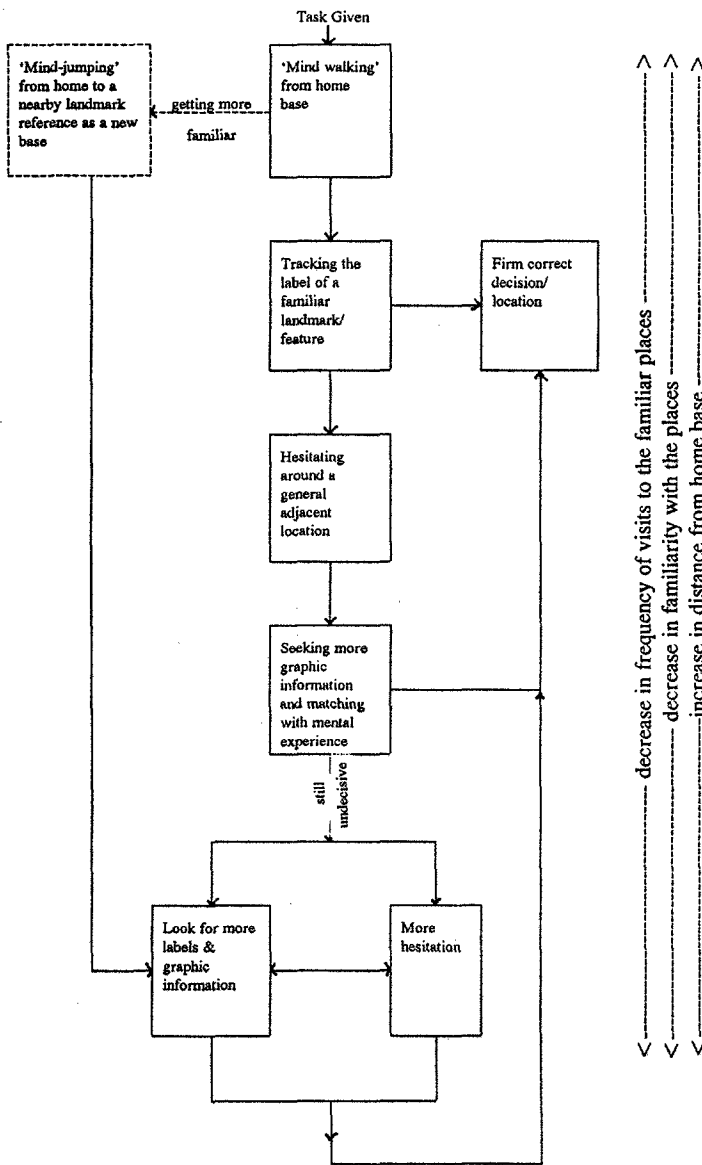 Task Given
‘Mind-jumping’
from home to a
nearby landmark
reference as a new
base
getting more
familiar
‘Mind walking’
from home
base
Tracking the
label of a
familiar
landmark/
feature
Firm correct
decision/
location
Hesitating
around a
general
adjacent
location
Seeking more
graphic
information
and matching
with mental
experience
still
undecisive
Look for more
labels &
graphic
information
More
hesitation
decrease in frequency of visits to the familiar places
decrease in familiarity with the places
increase in distance from home base